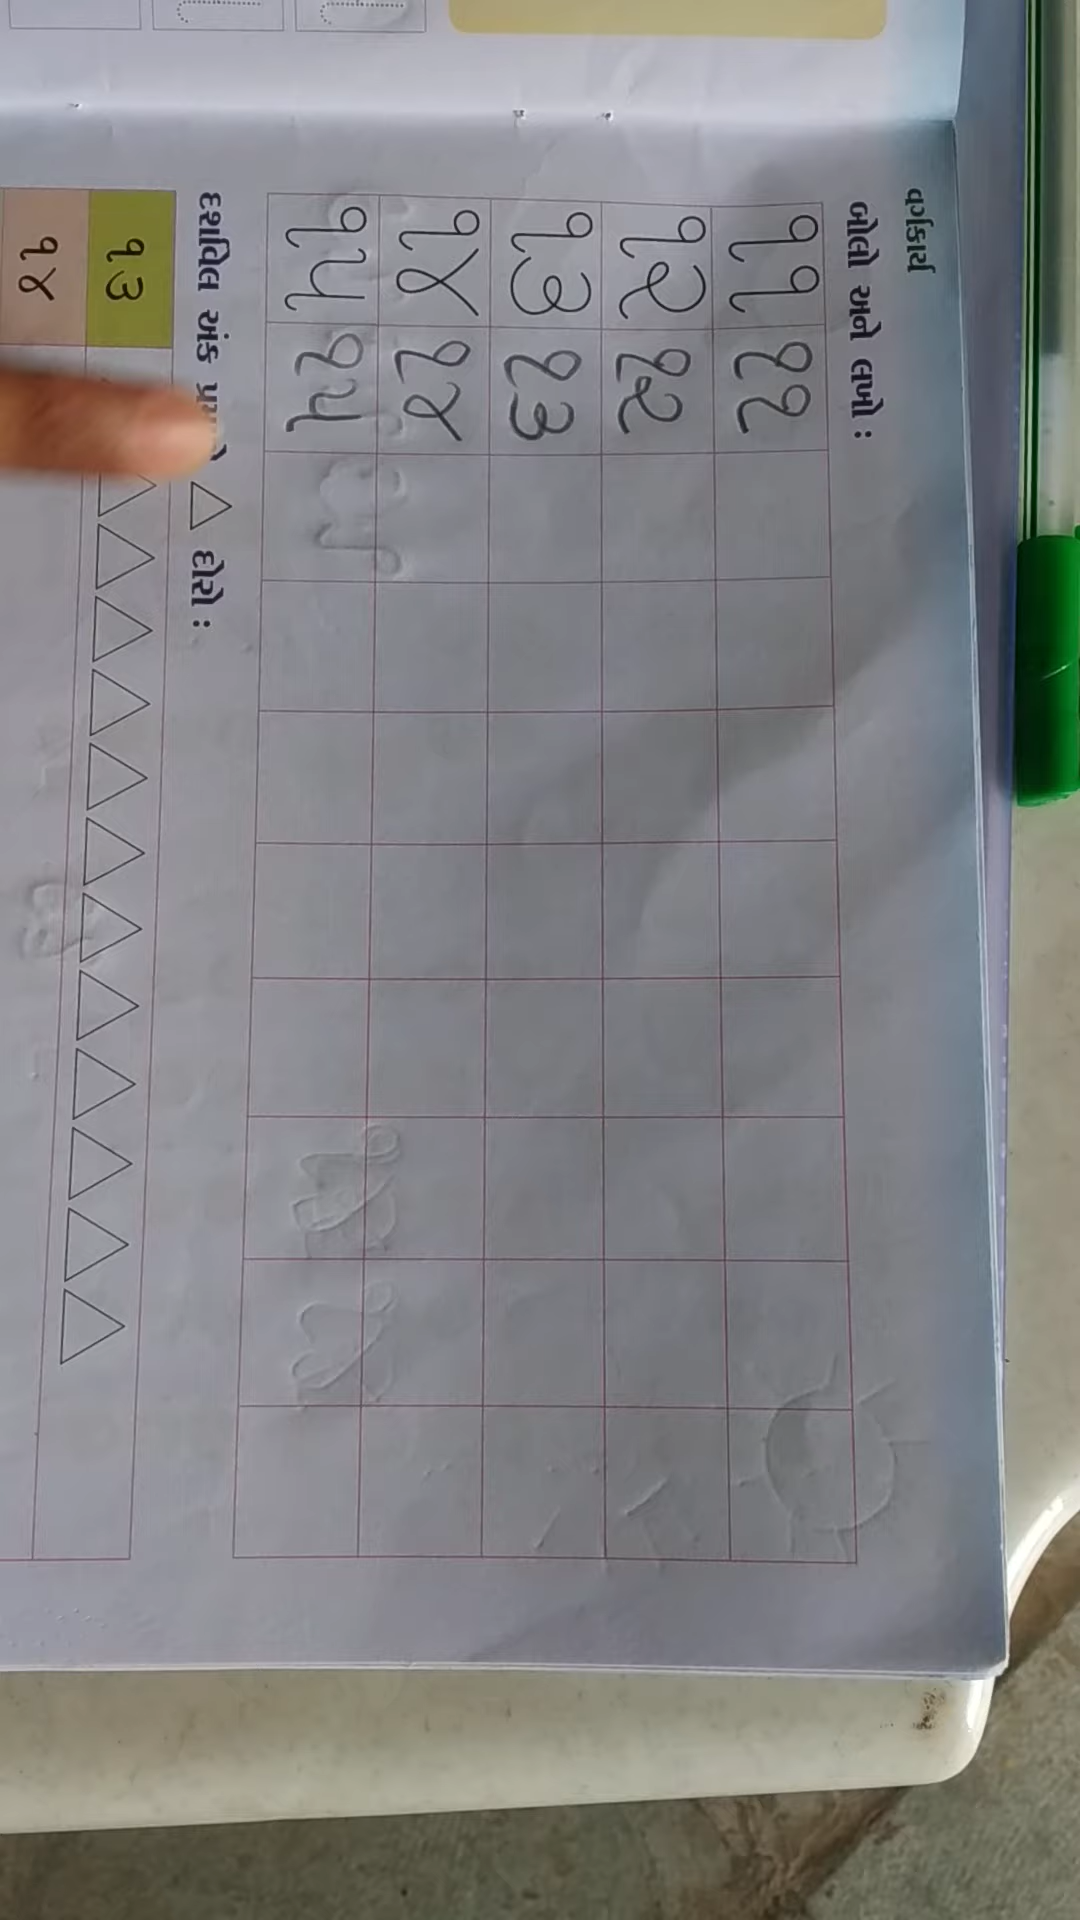 વર્ગકાર્ય
બોલો અને લખો :
૧૧ ૧૧
૧૨ ૧૨
૧૩ ૧૩
૧૪ ૧૪
૧૫ ૧૫
દર્શાવેલ અંક △ દોરો :
૧૩
૧૪